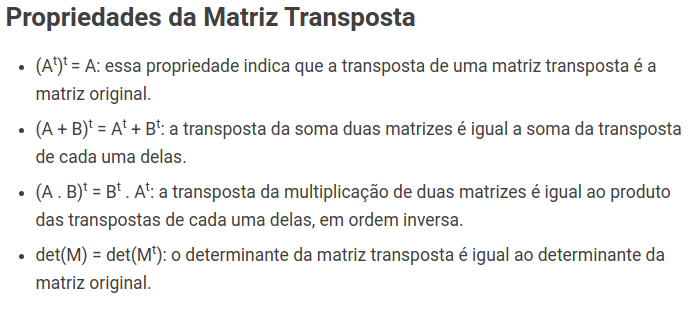 Propriedades da Matriz Transposta
• (Aᵗ)ᵗ = A: essa propriedade indica que a transposta de uma matriz transposta é a
matriz original.
• (A + B)ᵗ = Aᵗ + Bᵗ: a transposta da soma duas matrizes é igual a soma da transposta
de cada uma delas.
• (A . B)ᵗ = Bᵗ . Aᵗ: a transposta da multiplicação de duas matrizes é igual ao produto
das transpostas de cada uma delas, em ordem inversa.
• det(M) = det(Mᵗ): o determinante da matriz transposta é igual ao determinante da
matriz original.